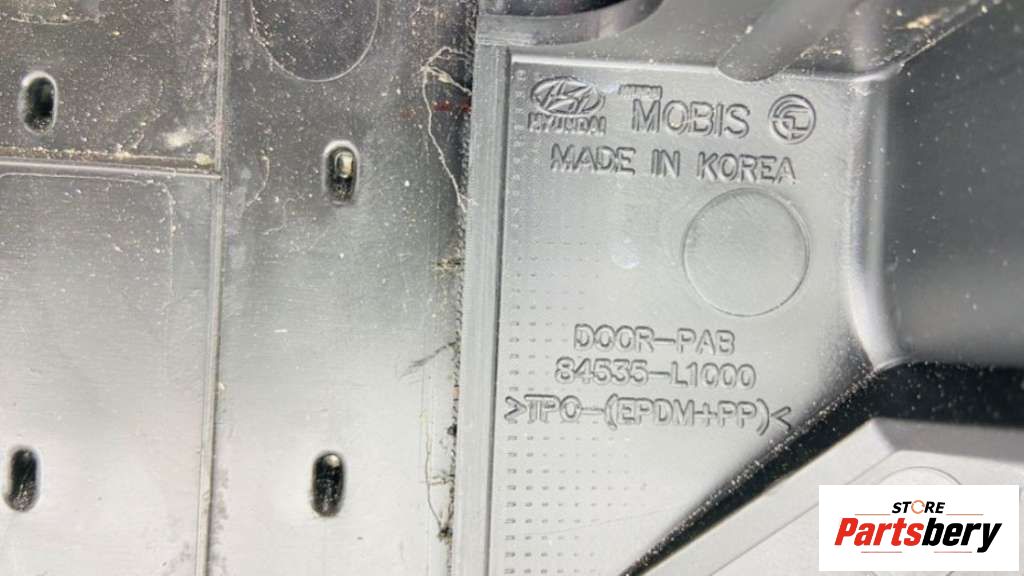 HYUNDAI MOBIS
MADE IN KOREA
DOOR-PAB
84535-L1000
>TPO-(EPDM+PP)<
STORE
Partsbery